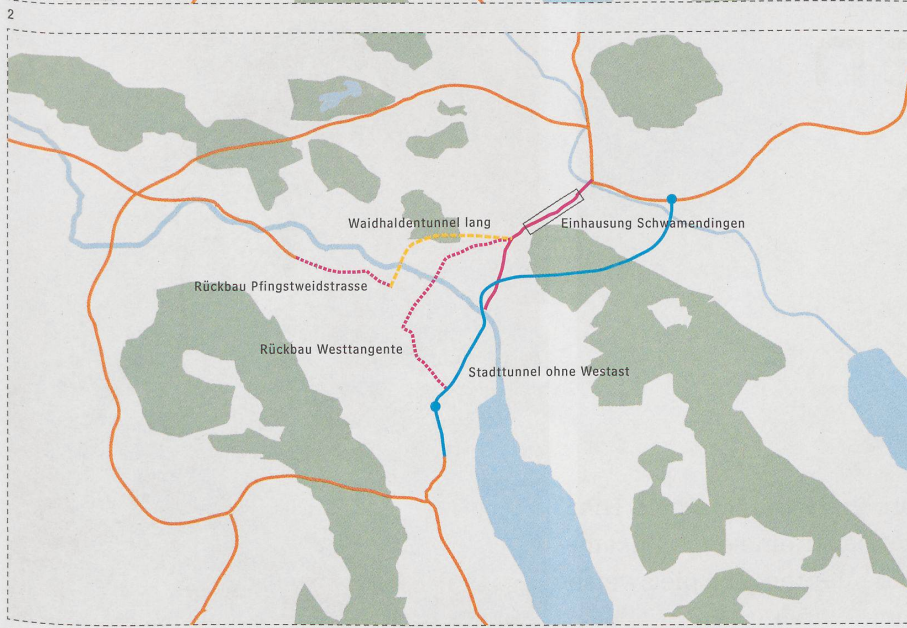 2
Waidhaldentunnel lang
Einhausung Schwamendingen
Rückbau Pfingstweidstrasse
Rückbau Westtangente
Stadttunnel ohne Westast